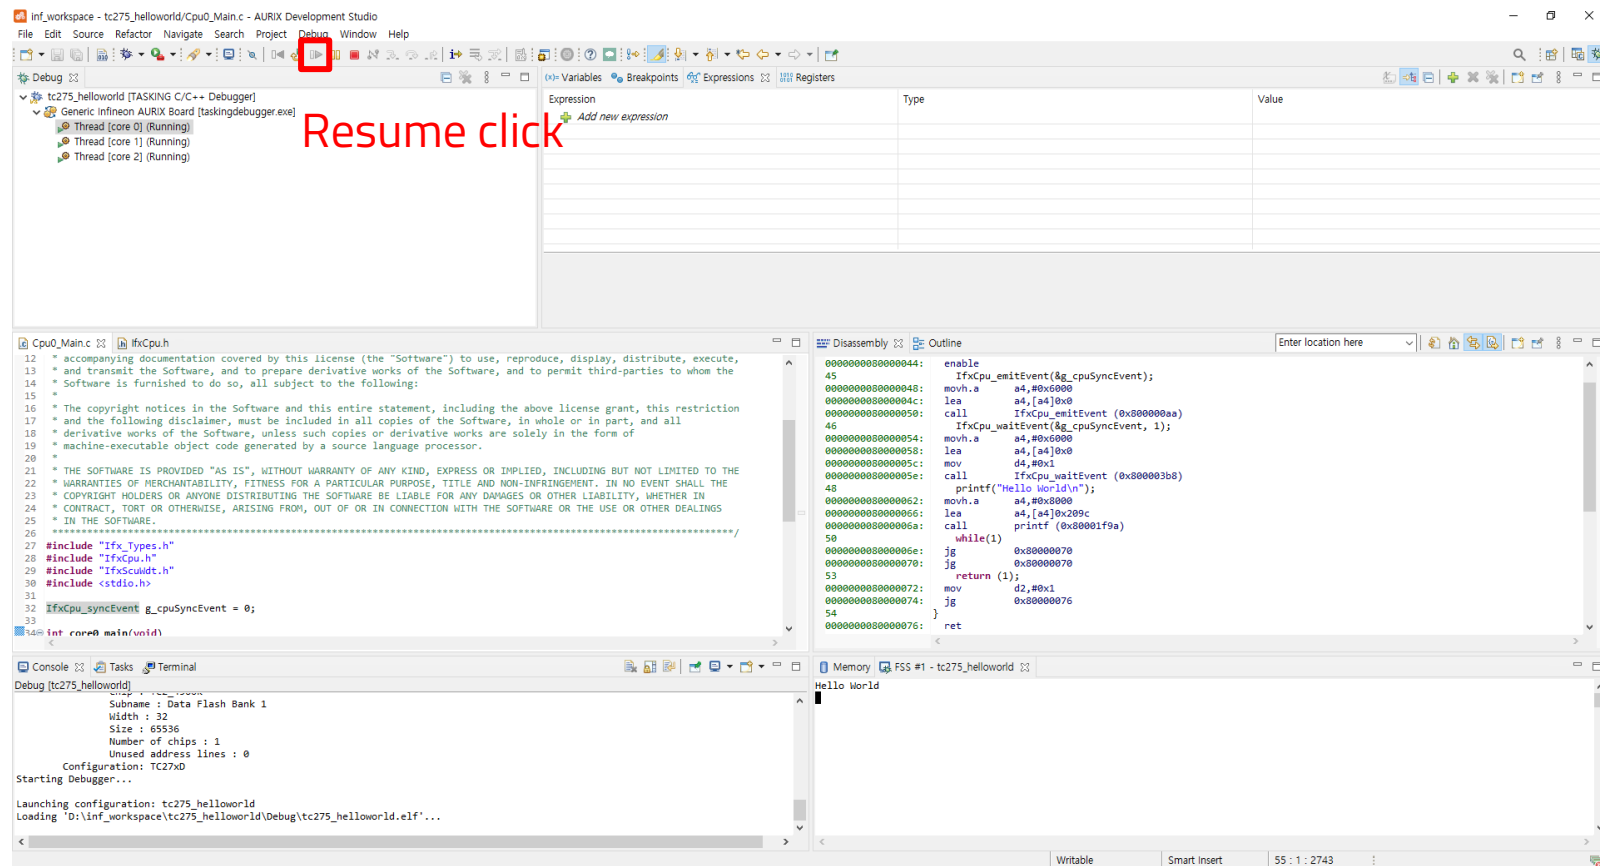 inf_workspace - tc275_helloworld/Cpu0_Main.c - AURIX Development Studio
File Edit Source Refactor Navigate Search Project Debug Window Help
Debug
(x)= Variables Breakpoints Expressions Registers
tc275_helloworld [TASKING C/C++ Debugger]
Generic Infineon AURIX Board [taskingdebugger.exe]
Thread [core 0] (Running)
Thread [core 1] (Running)
Thread [core 2] (Running)
Resume click
Expression Type Value
Add new expression
Cpu0_Main.c IfxCpu.h
12 * accompanying documentation covered by this license (the "Software") to use, reproduce, display, distribute, execute,
13 * and transmit the Software, and to prepare derivative works of the Software, and to permit third-parties to whom the
14 * Software is furnished to do so, all subject to the following:
15 *
16 * The copyright notices in the Software and this entire statement, including the above license grant, this restriction
17 * and the following disclaimer, must be included in all copies of the Software, in whole or in part, and all
18 * derivative works of the Software, unless such copies or derivative works are solely in the form of
19 * machine-executable object code generated by a source language processor.
20 *
21 * THE SOFTWARE IS PROVIDED "AS IS", WITHOUT WARRANTY OF ANY KIND, EXPRESS OR IMPLIED, INCLUDING BUT NOT LIMITED TO THE
22 * WARRANTIES OF MERCHANTABILITY, FITNESS FOR A PARTICULAR PURPOSE, TITLE AND NON-INFRINGEMENT. IN NO EVENT SHALL THE
23 * COPYRIGHT HOLDERS OR ANYONE DISTRIBUTING THE SOFTWARE BE LIABLE FOR ANY DAMAGES OR OTHER LIABILITY, WHETHER IN
24 * CONTRACT, TORT OR OTHERWISE, ARISING FROM, OUT OF OR IN CONNECTION WITH THE SOFTWARE OR THE USE OR OTHER DEALINGS
25 * IN THE SOFTWARE.
26 *********************************************************************************************************************/
27 #include "Ifx_Types.h"
28 #include "IfxCpu.h"
29 #include "IfxScuWdt.h"
30 #include <stdio.h>
31
32 IfxCpu_syncEvent g_cpuSyncEvent = 0;
33
34 int core0_main(void)
Disassembly Outline
Enter location here
0000000080000044: enable
45 IfxCpu_emitEvent(&g_cpuSyncEvent);
0000000080000048: movh.a a4,#0x6000
000000008000004c: lea a4,[a4]0x0
0000000080000050: call IfxCpu_emitEvent (0x800000aa)
46 IfxCpu_waitEvent(&g_cpuSyncEvent, 1);
0000000080000054: movh.a a4,#0x6000
0000000080000058: lea a4,[a4]0x0
000000008000005c: mov d4,#0x1
000000008000005e: call IfxCpu_waitEvent (0x800003b8)
48 printf("Hello World\n");
0000000080000062: movh.a a4,#0x8000
0000000080000066: lea a4,[a4]0x209c
000000008000006a: call printf (0x80001f9a)
50 while(1)
000000008000006e: jg 0x80000070
0000000080000070: jg 0x80000070
53 return (1);
0000000080000072: mov d2,#0x1
0000000080000074: jg 0x80000076
54 }
0000000080000076: ret
Console Tasks Terminal
Debug [tc275_helloworld]
Subname : Data Flash Bank 1
Width : 32
Size : 65536
Number of chips : 1
Unused address lines : 0
Configuration: TC27xD
Starting Debugger...
Launching configuration: tc275_helloworld
Loading 'D:\inf_workspace\tc275_helloworld\Debug\tc275_helloworld.elf'...
Memory FSS #1 - tc275_helloworld
Hello World
Writable Smart Insert 55 : 1 : 2743